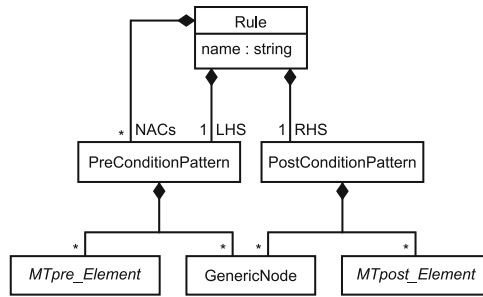 Rule
name : string
* NACs 1 LHS 1 RHS
PreConditionPattern PostConditionPattern
* * * *
MTpre_Element GenericNode MTpost_Element